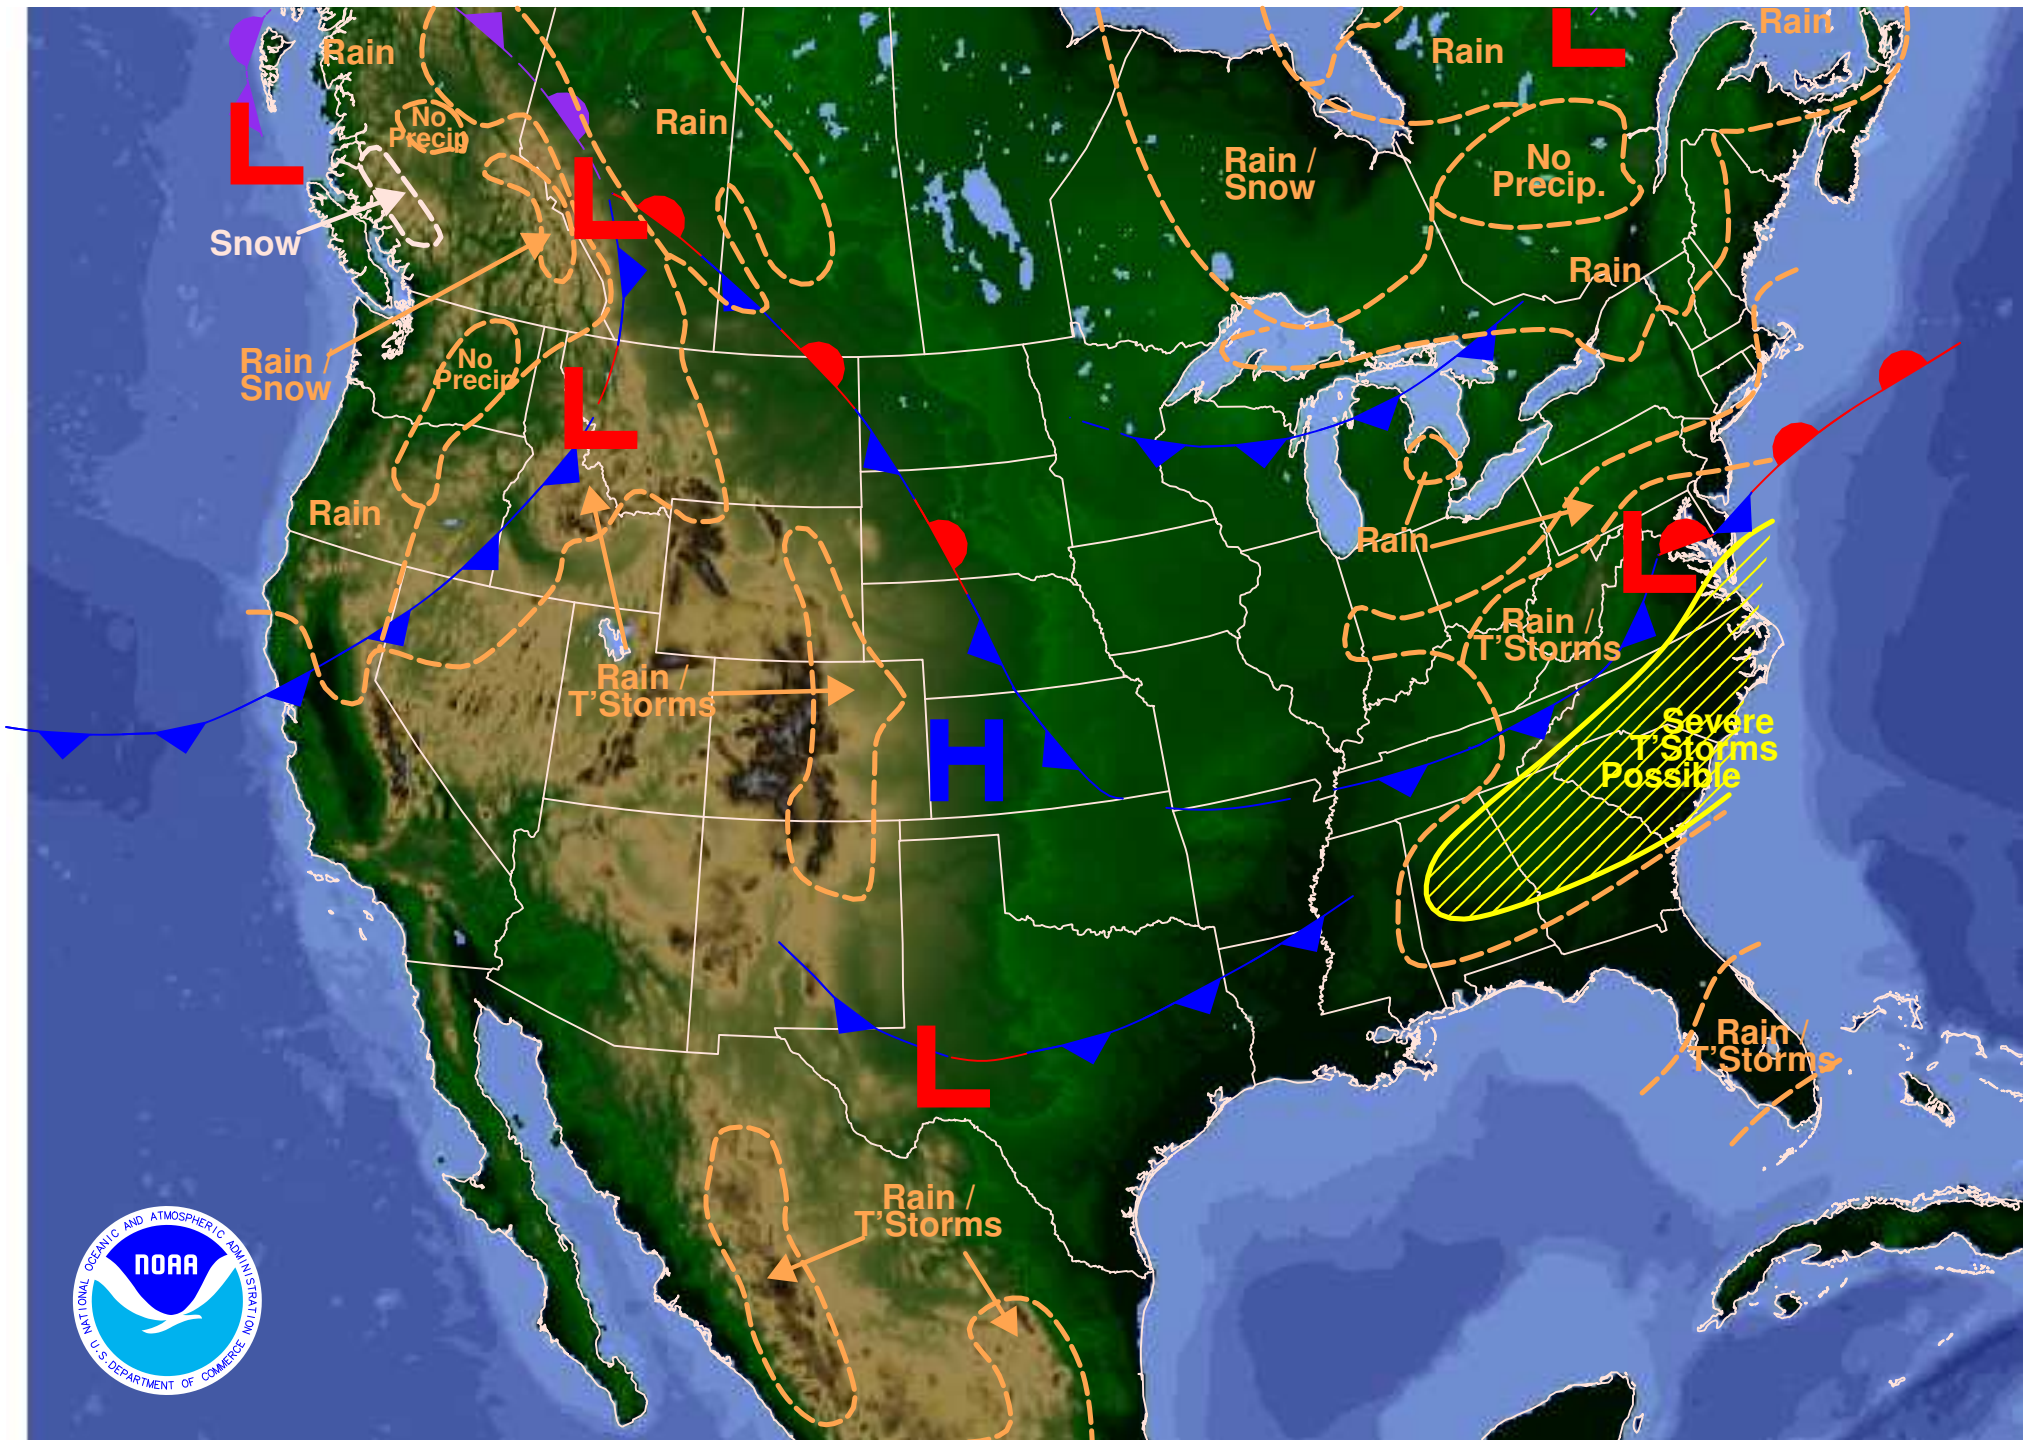 L
Rain
Rain
Rain
No
Precip
Rain
L
Rain /
Snow
No
Precip.
L
Snow
Rain
Rain /
Snow
No
Precip
L
Rain
Rain
L
Rain /
T'Storms
Rain /
T'Storms
H
Severe
T'Storms
Possible
L
Rain /
T'Storms
Rain /
T'Storms
NATIONAL OCEANIC AND ATMOSPHERIC ADMINISTRATION
NOAA
U.S. DEPARTMENT OF COMMERCE